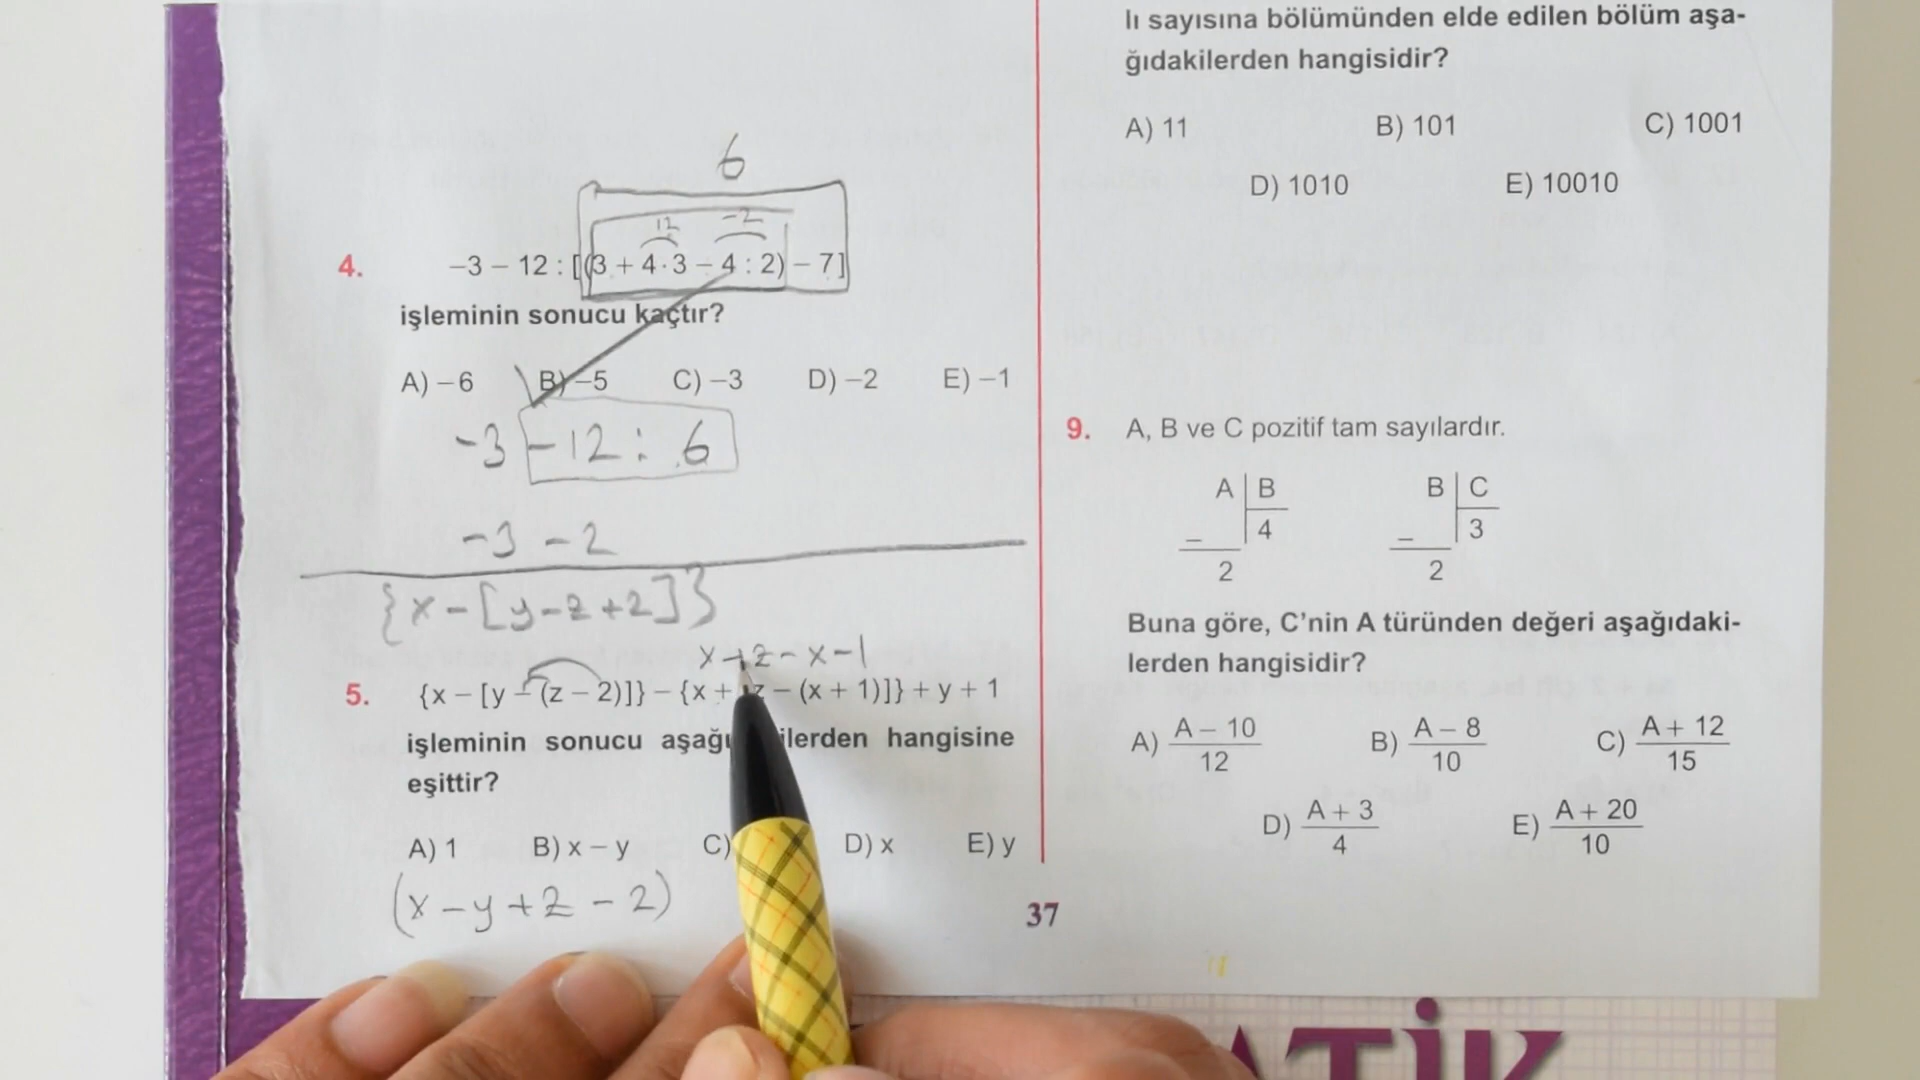 6
12 -2
4. -3 - 12 : [(3 + 4·3 - 4 : 2) - 7]
işleminin sonucu kaçtır?
A) -6 B) -5 C) -3 D) -2 E) -1
-3 -12 : 6
-3 -2
{x-[y-z+2]}
x+z-x-1
5. {x - [y - (z - 2)]} - {x + z - (x + 1)]} + y + 1
işleminin sonucu hangisine
eşittir?
A) 1 B) x - y C) D) x E) y
(x-y+z-2)
37
lı sayısına bölümünden elde edilen bölüm aşa-
ğıdakilerden hangisidir?
A) 11 B) 101 C) 1001
D) 1010 E) 10010
9. A, B ve C pozitif tam sayılardır.
A | B B | C
- 4 - 3
2 2
Buna göre, C'nin A türünden değeri aşağıdaki-
lerden hangisidir?
A) A - 10 / 12 B) A - 8 / 10 C) A + 12 / 15
D) A + 3 / 4 E) A + 20 / 10